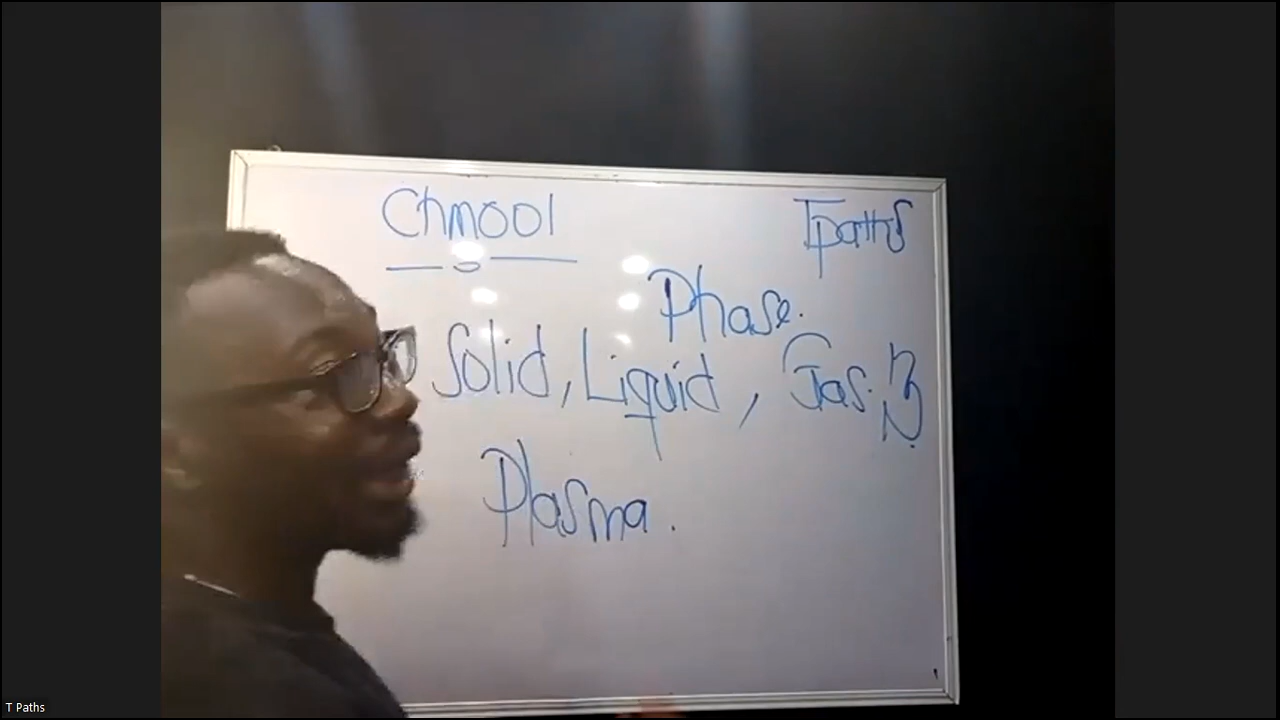 Chmool
Tpaths
Phase.
Solid, Liquid, Gas.
Plasma.
T Paths